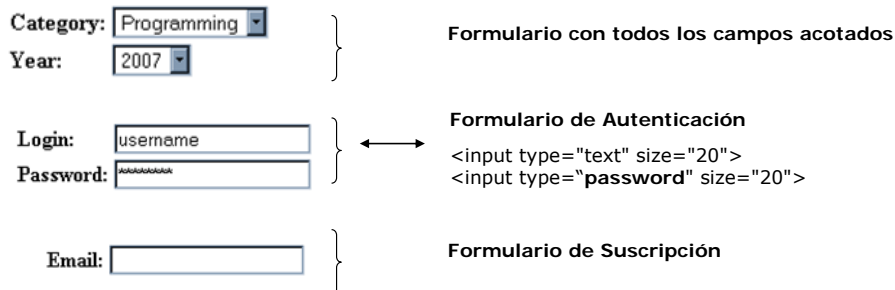 Category: Programming
Year: 2007
Formulario con todos los campos acotados
Login: username
Password: ********
Formulario de Autenticación
<input type="text" size="20">
<input type=“password" size="20">
Email:
Formulario de Suscripción